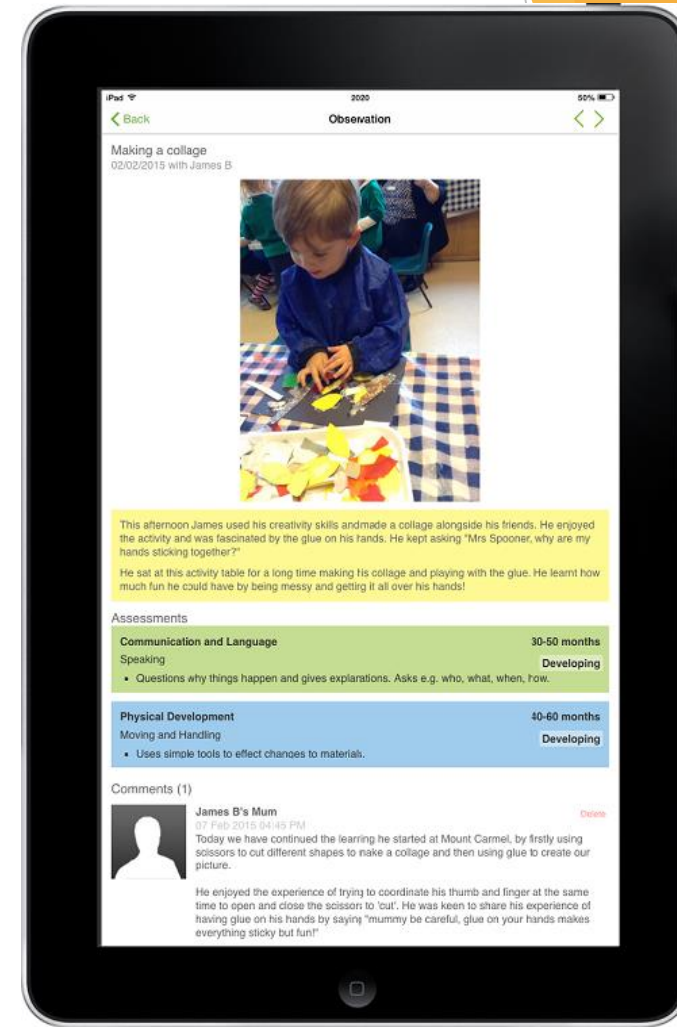 iPad
2020
50%
Back
Observation
Making a collage
02/02/2015 with James B
This afternoon James used his creativity skills andmade a collage alongside his friends. He enjoyed
the activity and was fascinated by the glue on his hands. He kept asking "Mrs Spooner, why are my
hands sticking together?"
He sat at this activity table for a long time making his collage and playing with the glue. He learnt how
much fun he could have by being messy and getting it all over his hands!
Assessments
Communication and Language
30-50 months
Speaking
Developing
• Questions why things happen and gives explanations. Asks e.g. who, what, when, how.
Physical Development
40-60 months
Moving and Handling
Developing
• Uses simple tools to effect changes to materials.
Comments (1)
James B's Mum
Delete
07 Feb 2015 04:45 PM
Today we have continued the learning he started at Mount Carmel, by firstly using
scissors to cut different shapes to make a collage and then using glue to create our
picture.
He enjoyed the experience of trying to coordinate his thumb and finger at the same
time to open and close the scissors to 'cut'. He was keen to share his experience of
having glue on his hands by saying "mummy be careful, glue on your hands makes
everything sticky but fun!"